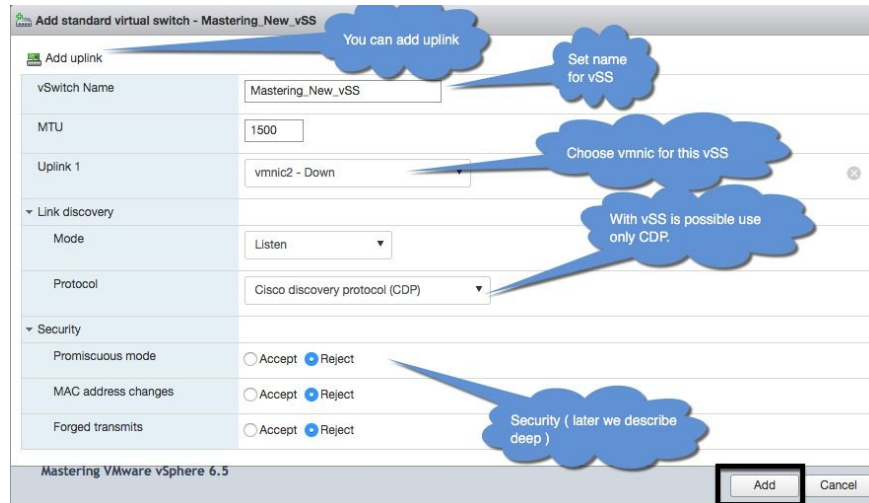 Add standard virtual switch - Mastering_New_vSS
You can add uplink
Add uplink
Set name
for vSS
vSwitch Name
Mastering_New_vSS
MTU
1500
Choose vmnic for this vSS
Uplink 1
vmnic2 - Down
Link discovery
With vSS is possible use
only CDP.
Mode
Listen
Protocol
Cisco discovery protocol (CDP)
Security
Promiscuous mode
Accept Reject
MAC address changes
Accept Reject
Security ( later we describe
deep )
Forged transmits
Accept Reject
Mastering VMware vSphere 6.5
Add
Cancel